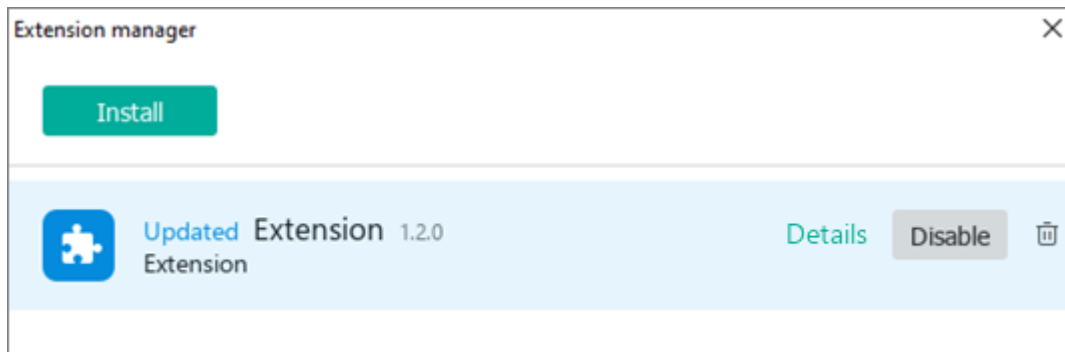 Extension manager
Install
Updated Extension 1.2.0 Details Disable
Extension